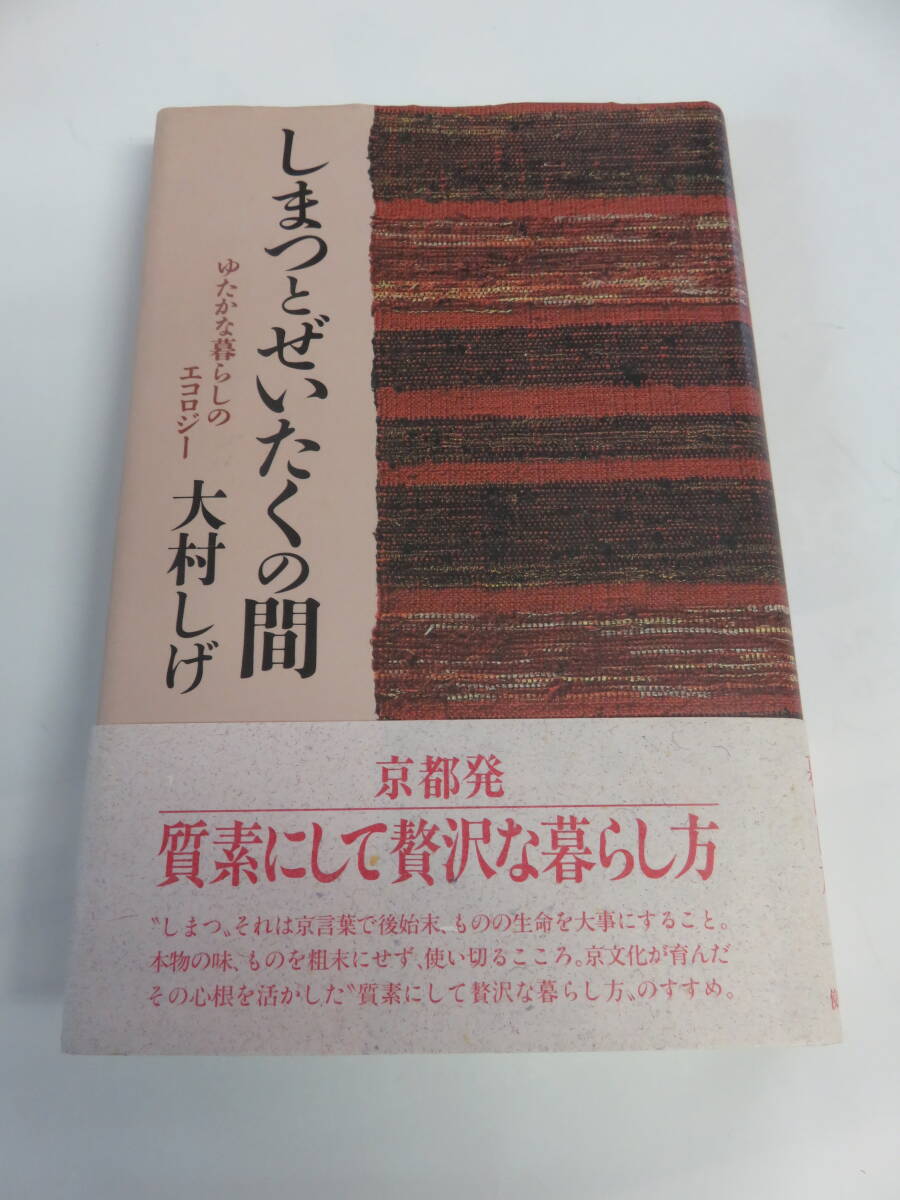 しまつとぜいたくの間
ゆたかな暮らしの
エコロジー
大村しげ
京都発
質素にして贅沢な暮らし方
〝しまつ〟それは京言葉で後始末、ものの生命を大事にすること。
本物の味、ものを粗末にせず、使い切るこころ。京文化が育んだ
その心根を活かした〝質素にして贅沢な暮らし方〟のすすめ。